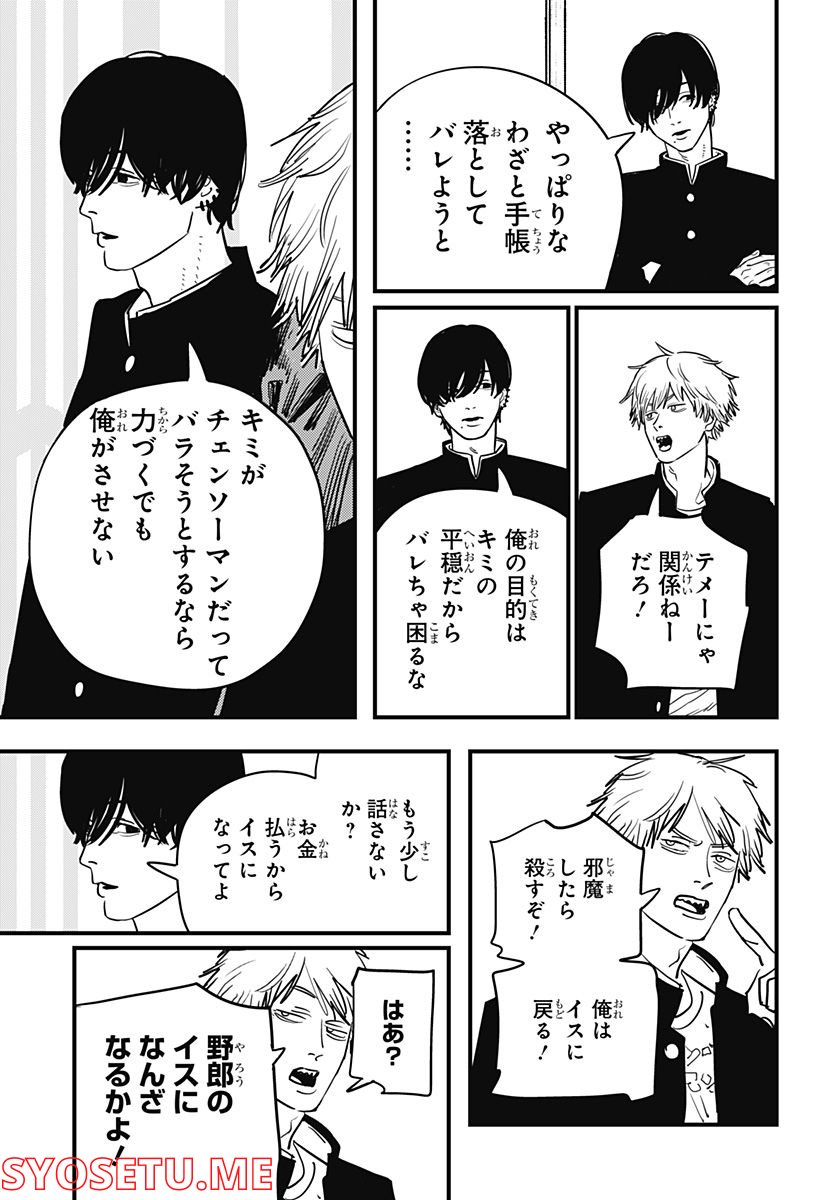 やっぱりな
わざと手帳
落として
バレようと
……
テメーにゃ
関係ねー
だろ！
俺の目的は
キミの
平穏だから
バレちゃ困るな
キミが
チェンソーマンだって
バラそうとするなら
力づくでも
俺がさせない
邪魔
したら
殺すぞ！
俺は
イスに
戻る！
もう少し
話さない
か？
お金
払うから
イスに
なってよ
はあ？
野郎の
イスに
なんざ
なるかよ！
SYOSETU.ME